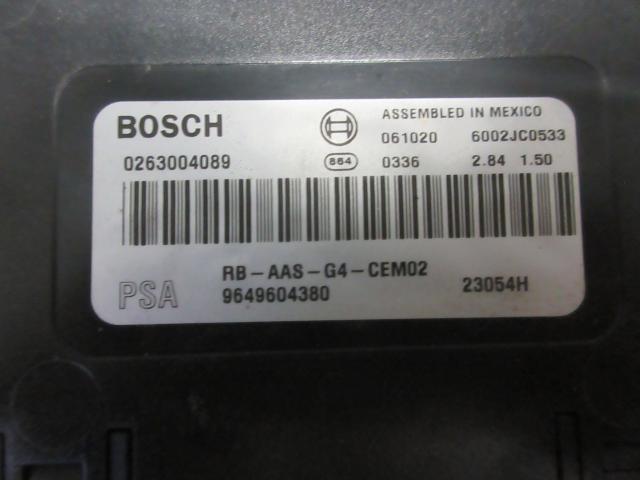 BOSCH
ASSEMBLED IN MEXICO
061020 6002JC0533
0263004089 864 0336 2.84 1.50
RB-AAS-G4-CEM02
PSA 9649604380 23054H